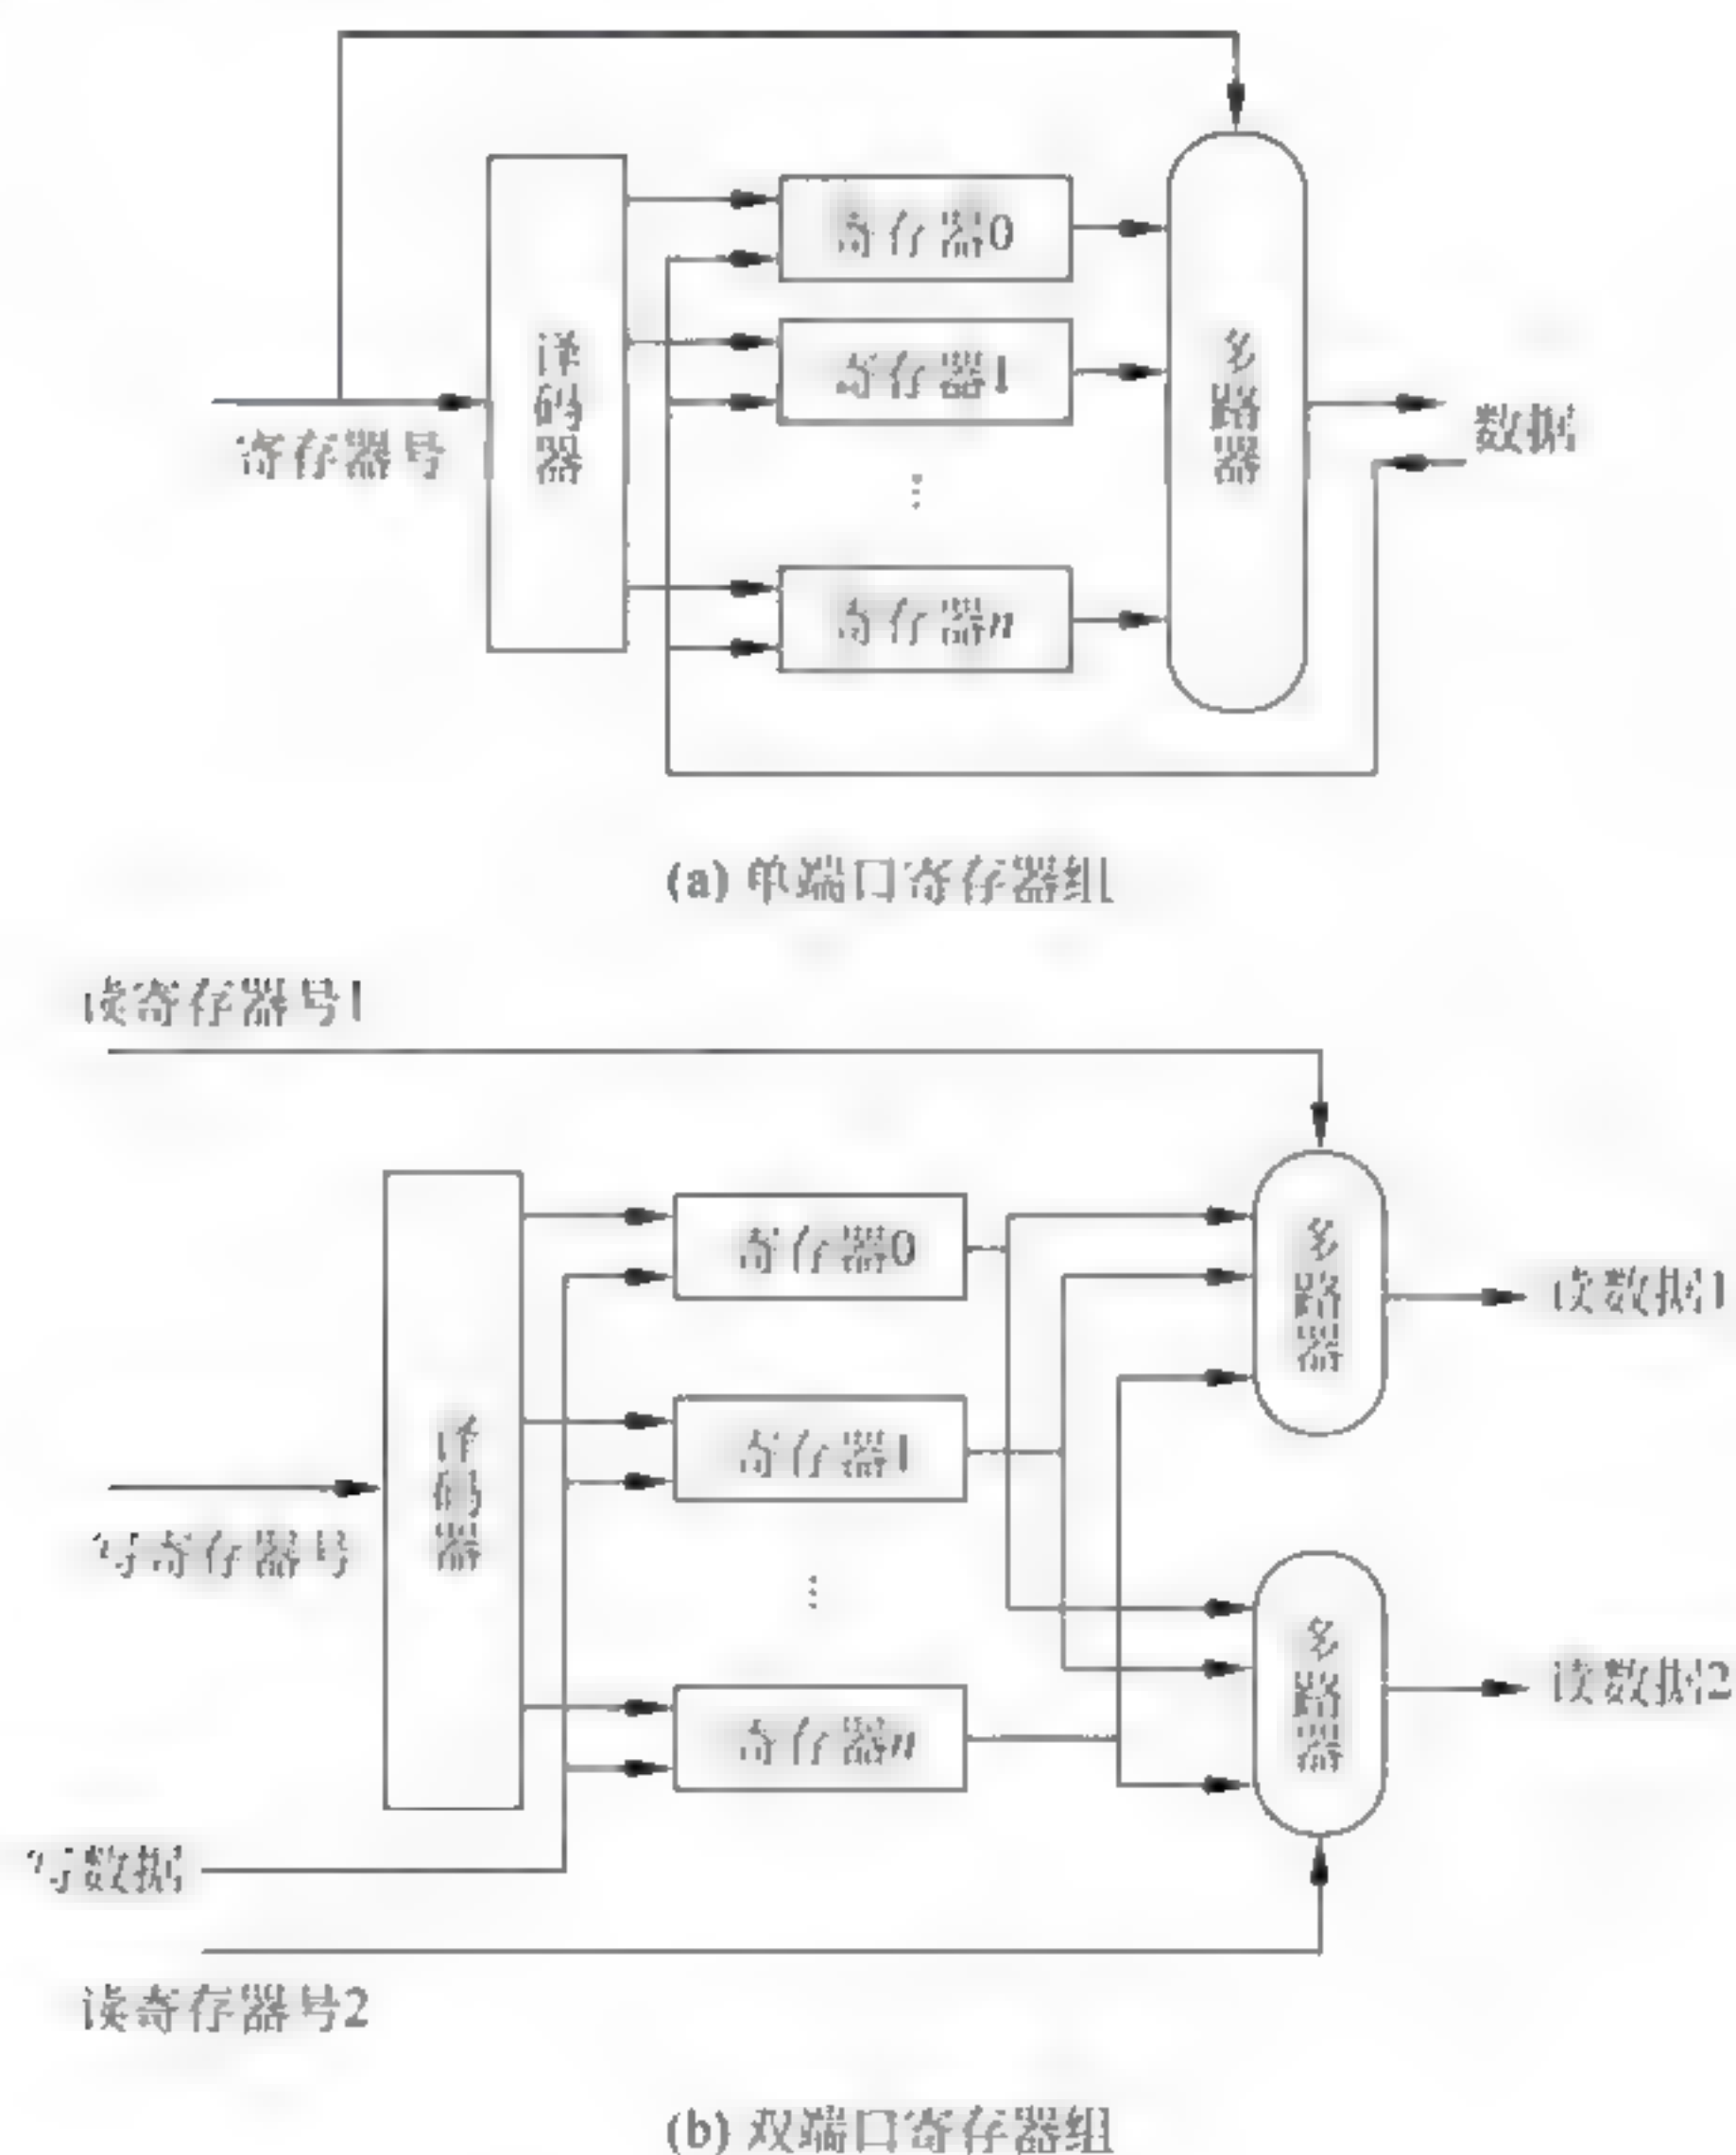 寄存器号
译码器
寄存器0
寄存器1
⋮
寄存器n
多路器
数据
(a) 单端口寄存器组
读寄存器号1
写寄存器号
译码器
寄存器0
寄存器1
⋮
寄存器n
多路器
读数据1
多路器
读数据2
写数据
读寄存器号2
(b) 双端口寄存器组